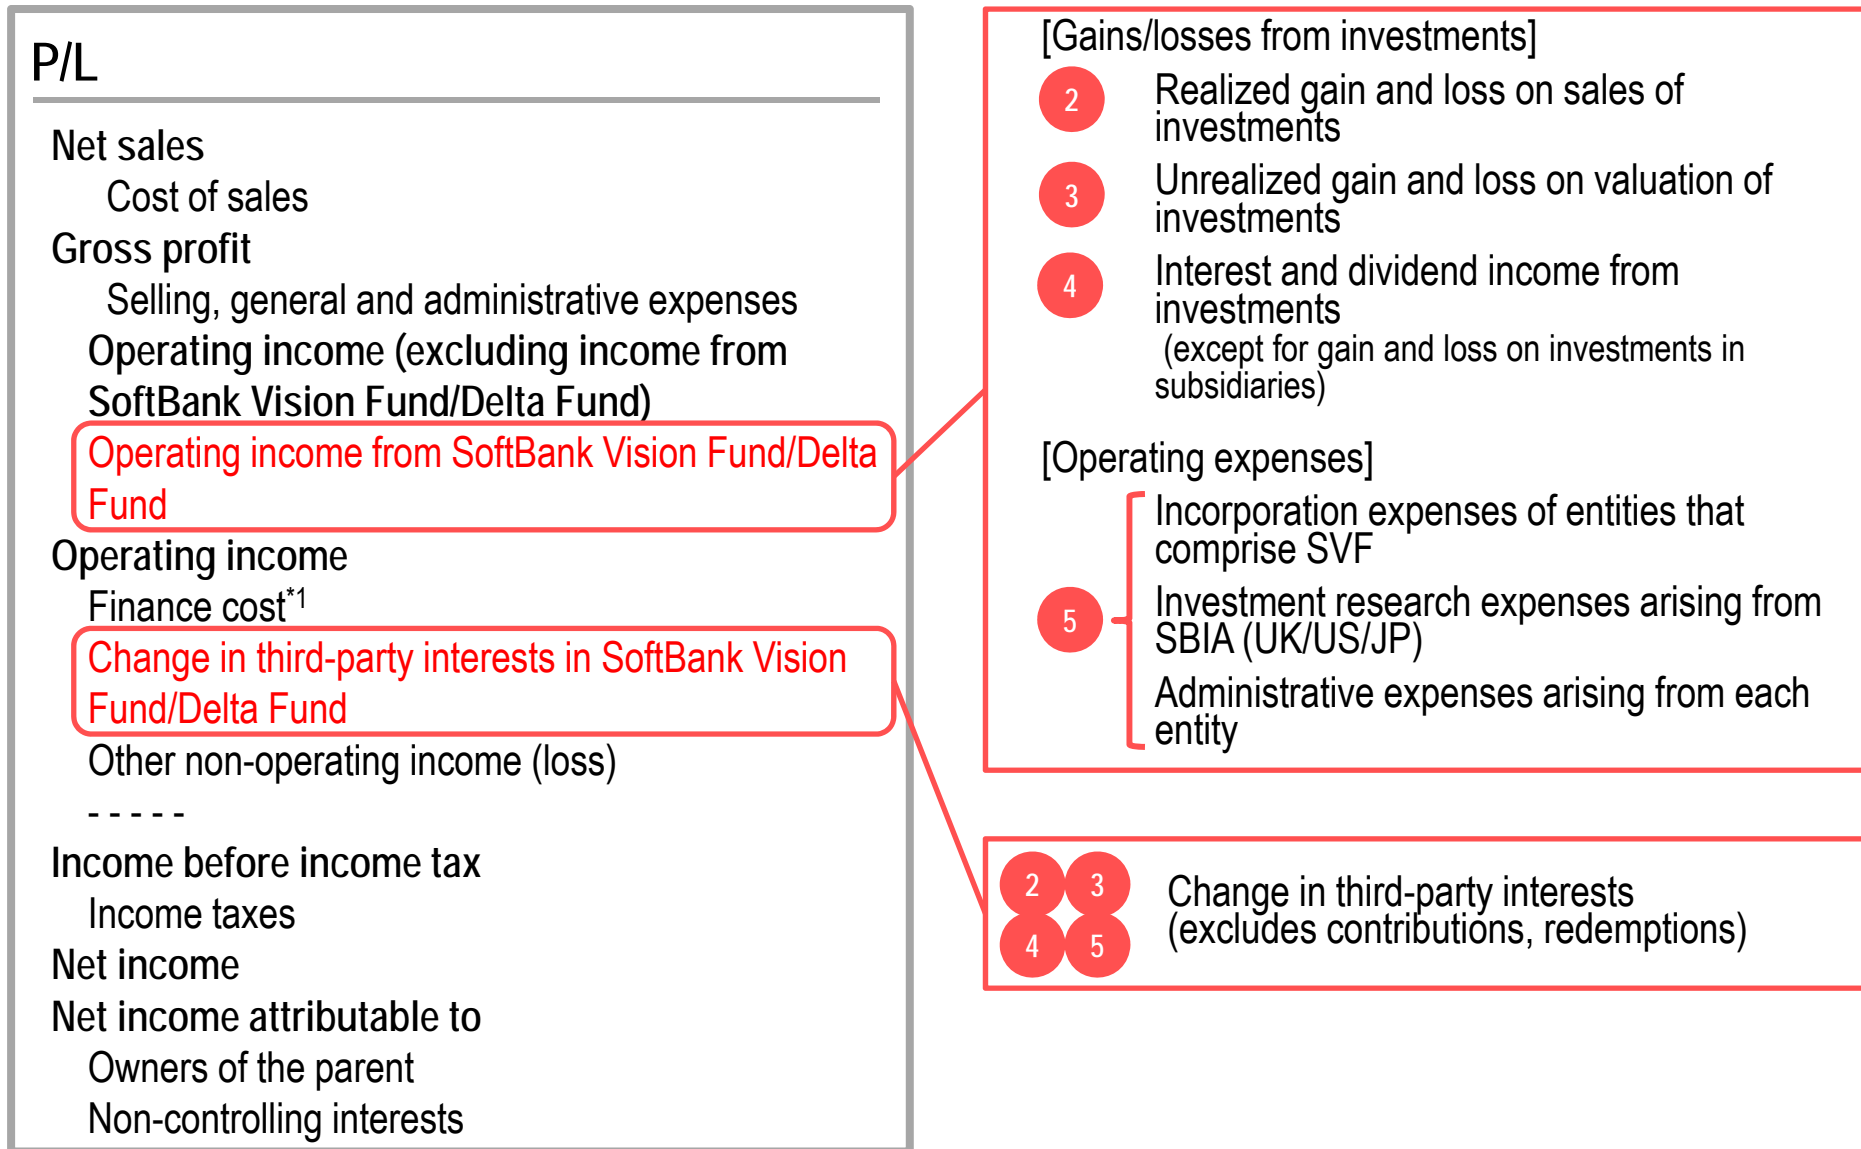 P/L
Net sales
Cost of sales
Gross profit
Selling, general and administrative expenses
Operating income (excluding income from
SoftBank Vision Fund/Delta Fund)
Operating income from SoftBank Vision Fund/Delta
Fund
Operating income
Finance cost*1
Change in third-party interests in SoftBank Vision
Fund/Delta Fund
Other non-operating income (loss)
- - - - -
Income before income tax
Income taxes
Net income
Net income attributable to
Owners of the parent
Non-controlling interests
[Gains/losses from investments]
2 Realized gain and loss on sales of
investments
3 Unrealized gain and loss on valuation of
investments
4 Interest and dividend income from
investments
(except for gain and loss on investments in
subsidiaries)
[Operating expenses]
Incorporation expenses of entities that
comprise SVF
5 Investment research expenses arising from
SBIA (UK/US/JP)
Administrative expenses arising from each
entity
2 3 Change in third-party interests
4 5 (excludes contributions, redemptions)